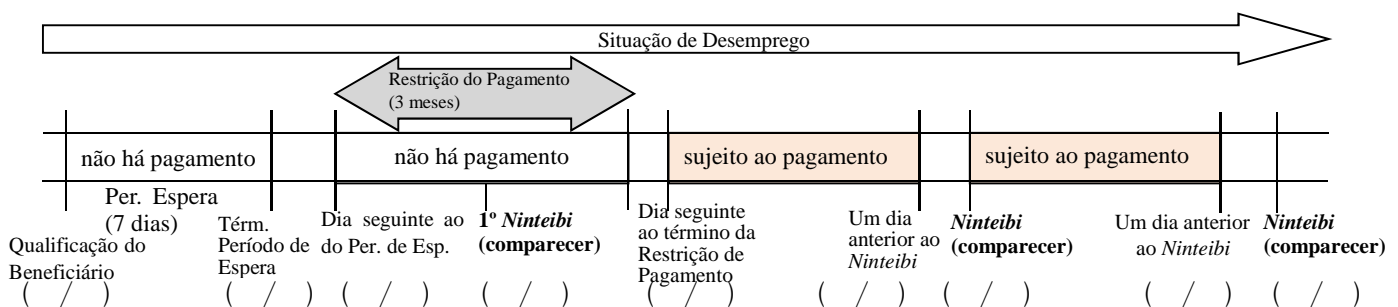 Situação de Desemprego
Restrição do Pagamento
(3 meses)
não há pagamento
não há pagamento
sujeito ao pagamento
sujeito ao pagamento
Per. Espera
(7 dias)
Qualificação do
Beneficiário
Térm.
Período de
Espera
Dia seguinte ao
do Per. de Esp.
1º Ninteibi
(comparecer)
Dia seguinte
ao término da
Restrição de
Pagamento
Um dia
anterior ao
Ninteibi
Ninteibi
(comparecer)
Um dia anterior
ao Ninteibi
Ninteibi
(comparecer)
( / ) ( / ) ( / ) ( / ) ( / ) ( / ) ( / ) ( / ) ( / )